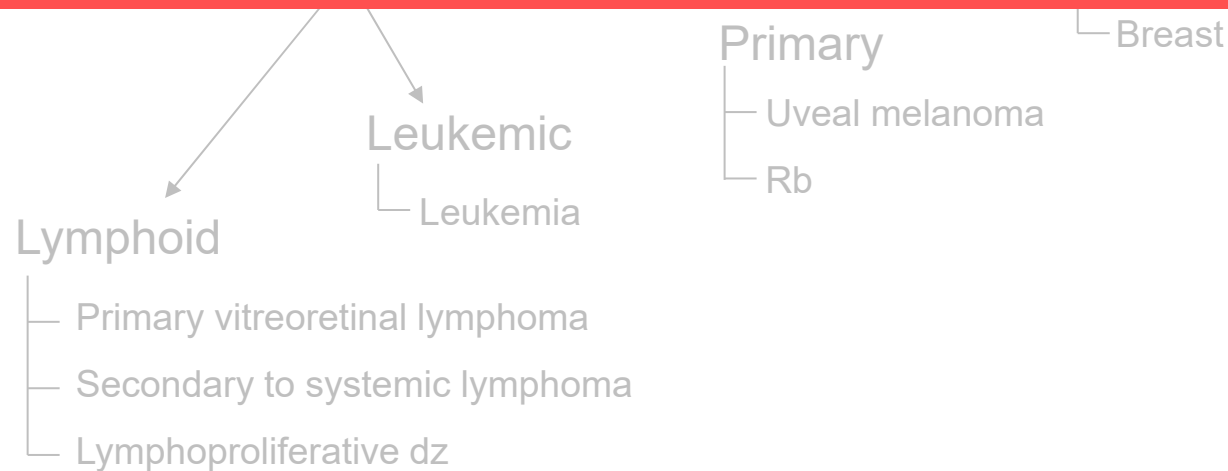 Breast
Primary
Uveal melanoma
Rb
Leukemic
Leukemia
Lymphoid
Primary vitreoretinal lymphoma
Secondary to systemic lymphoma
Lymphoproliferative dz